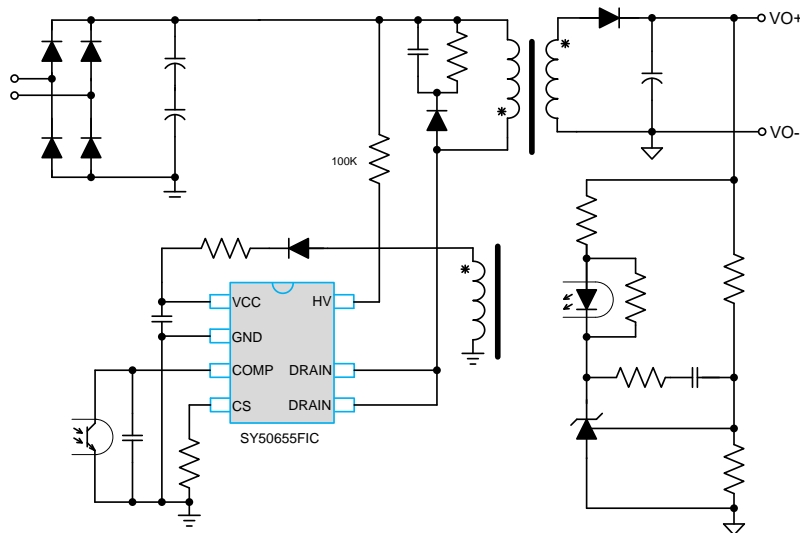 VO+
VO-
100K
VCC
HV
GND
COMP
DRAIN
CS
DRAIN
SY50655FIC